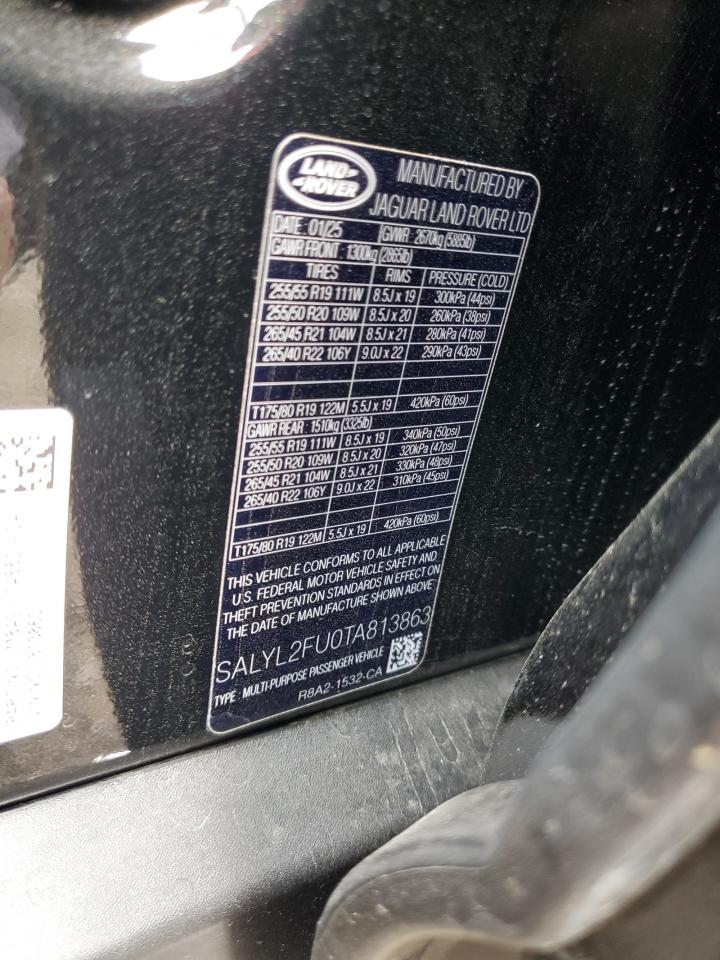 LAND
ROVER
MANUFACTURED BY
JAGUAR LAND ROVER LTD
DATE : 01/25 GVWR : 2670kg (5885lb)
GAWR FRONT : 1300kg (2865lb)
TIRES RIMS PRESSURE (COLD)
255/55 R19 111W 8.5J x 19 300kPa (44psi)
255/50 R20 109W 8.5J x 20 260kPa (38psi)
265/45 R21 104W 8.5J x 21 280kPa (41psi)
265/40 R22 106Y 9.0J x 22 290kPa (43psi)
T175/80 R19 122M 5.5J x 19 420kPa (60psi)
GAWR REAR : 1510kg (3325lb)
255/55 R19 111W 8.5J x 19 340kPa (50psi)
255/50 R20 109W 8.5J x 20 320kPa (47psi)
265/45 R21 104W 8.5J x 21 330kPa (48psi)
265/40 R22 106Y 9.0J x 22 310kPa (45psi)
T175/80 R19 122M 5.5J x 19 420kPa (60psi)
THIS VEHICLE CONFORMS TO ALL APPLICABLE
U.S. FEDERAL MOTOR VEHICLE SAFETY AND
THEFT PREVENTION STANDARDS IN EFFECT ON
THE DATE OF MANUFACTURE SHOWN ABOVE
SALYL2FU0TA813863
TYPE : MULTI-PURPOSE PASSENGER VEHICLE
R8A2-1532-CA